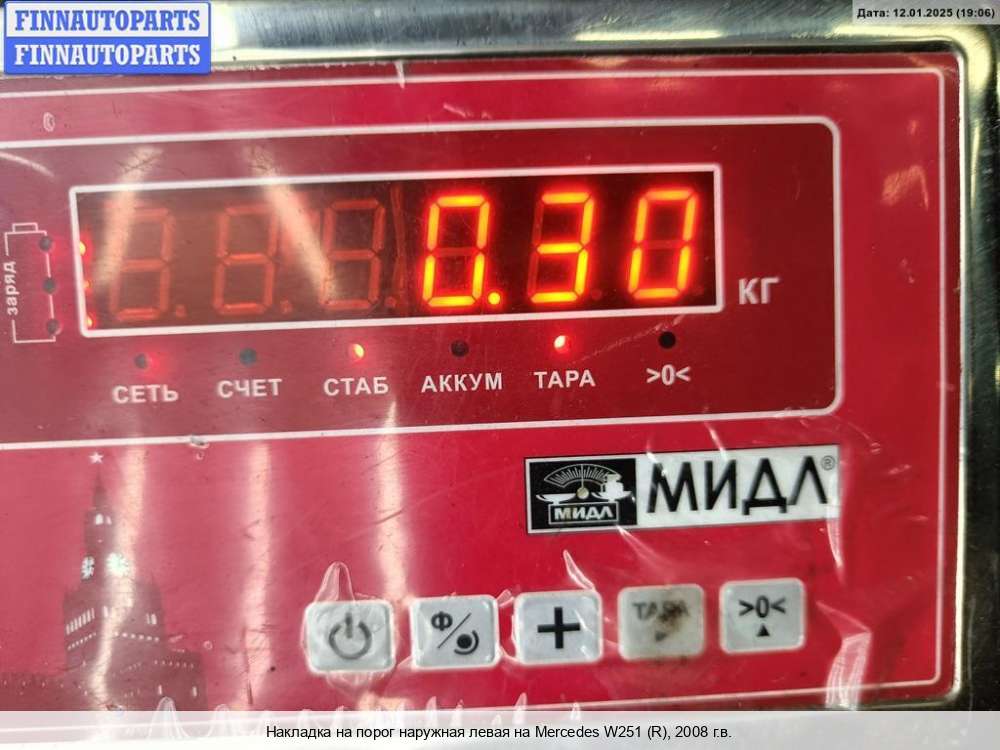 FINNAUTOPARTS
FINNAUTOPARTS
Дата: 12.01.2025 (19:06)
0.30
кг
заряд
СЕТЬ СЧЕТ СТАБ АККУМ ТАРА >0<
МИДЛ МИДЛ®
Ф/ + ТАРА >0<
Накладка на порог наружная левая на Mercedes W251 (R), 2008 г.в.